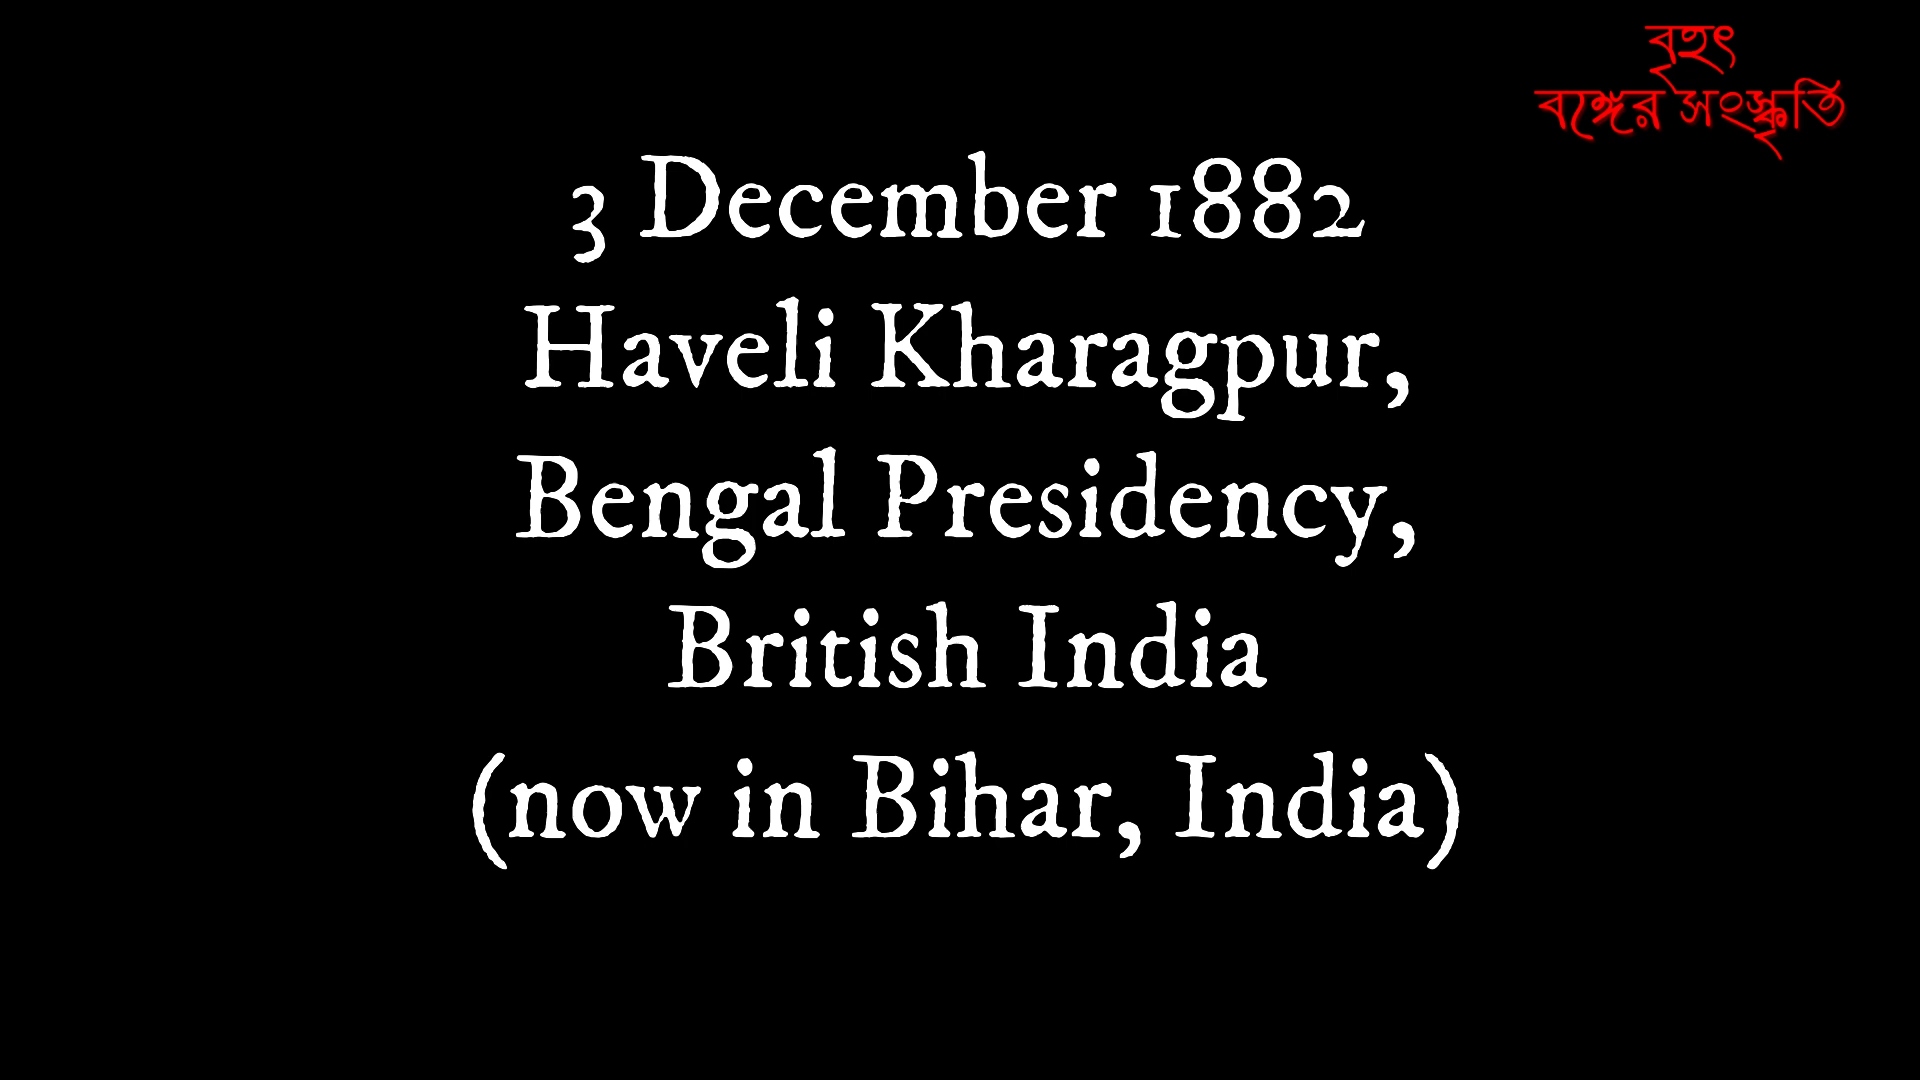 বৃহৎ
বঙ্গের সংস্কৃতি
3 December 1882
Haveli Kharagpur,
Bengal Presidency,
British India
(now in Bihar, India)